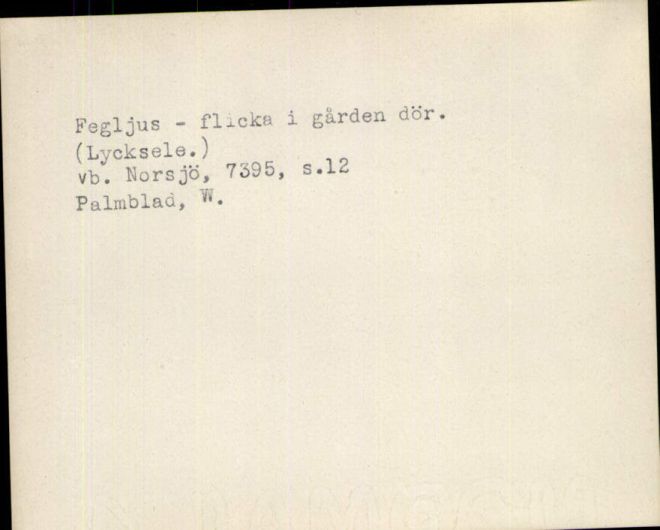 Fegljus - flicka i gården dör.
(Lycksele.)
vb. Norsjö, 7395, s.12
Palmblad, W.